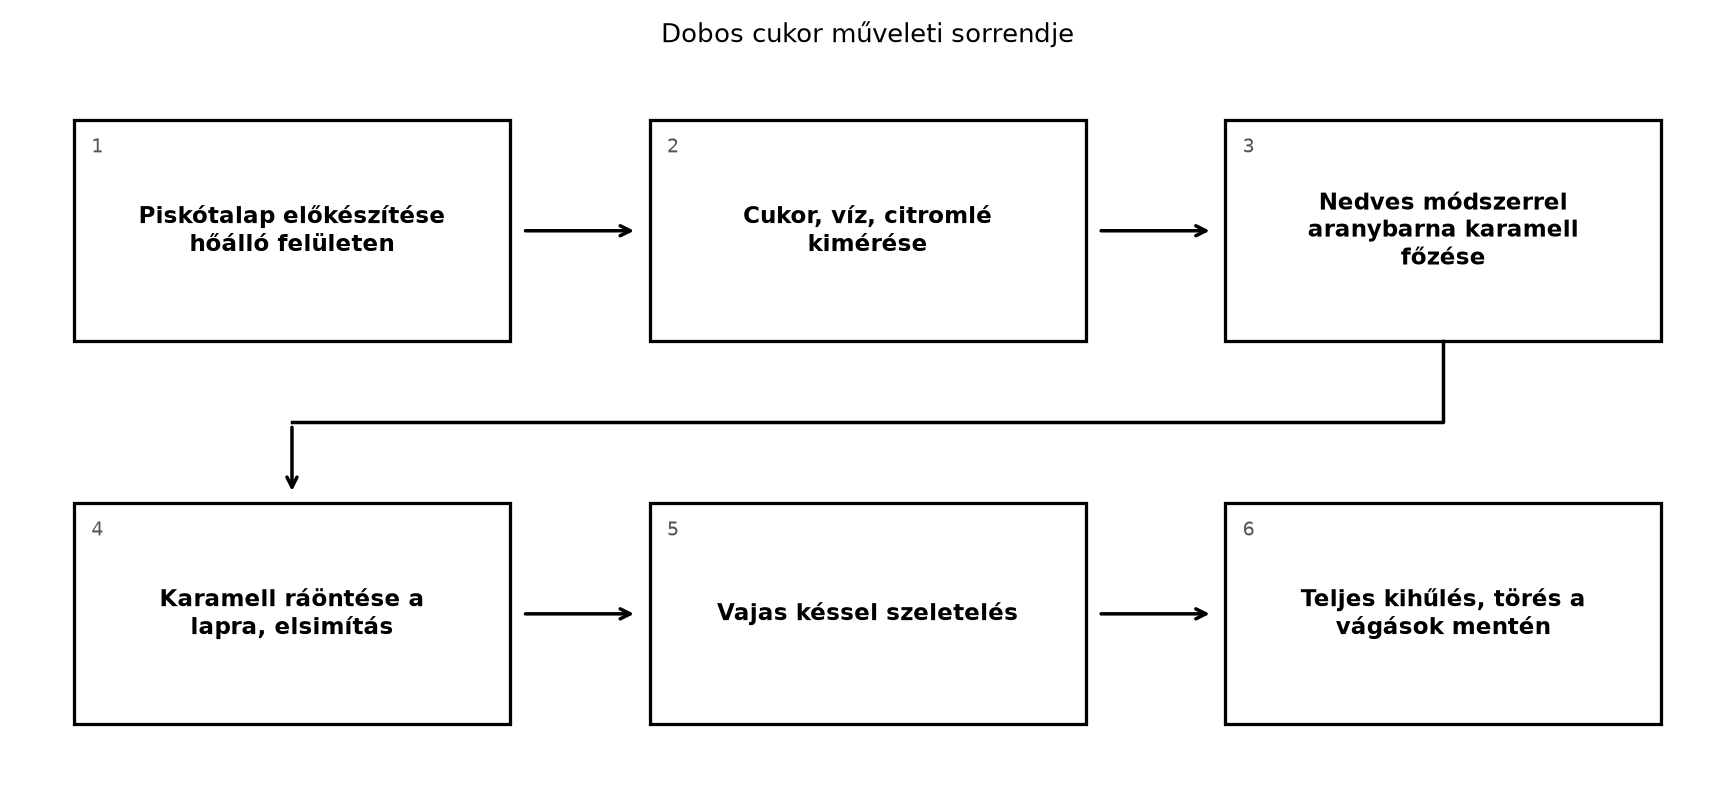 Dobos cukor műveleti sorrendje
1
Piskótalap előkészítése
hőálló felületen
2
Cukor, víz, citromlé
kimérése
3
Nedves módszerrel
aranybarna karamell
főzése
4
Karamell ráöntése a
lapra, elsimítás
5
Vajas késsel szeletelés
6
Teljes kihűlés, törés a
vágások mentén